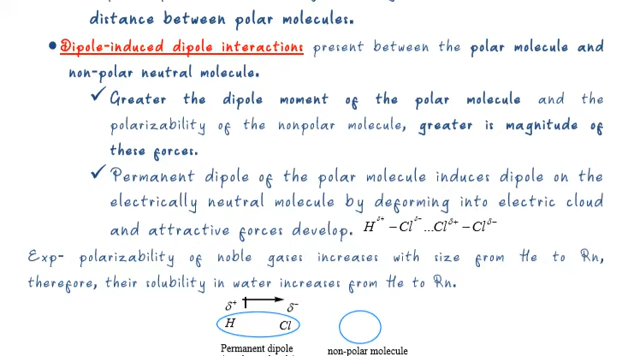 distance between polar molecules.
• Dipole-induced dipole interactions present between the polar molecule and
non-polar neutral molecule.
✓ Greater the dipole moment of the polar molecule and the
polarizability of the nonpolar molecule, greater is magnitude of
these forces.
✓ Permanent dipole of the polar molecule induces dipole on the
electrically neutral molecule by deforming into electric cloud
and attractive forces develop. H^δ+ – Cl^δ- ...Cl^δ+ – Cl^δ-
Exp- polarizability of noble gases increases with size from He to Rn,
therefore, their solubility in water increases from He to Rn.
δ+ δ-
H Cl
Permanent dipole
non-polar molecule